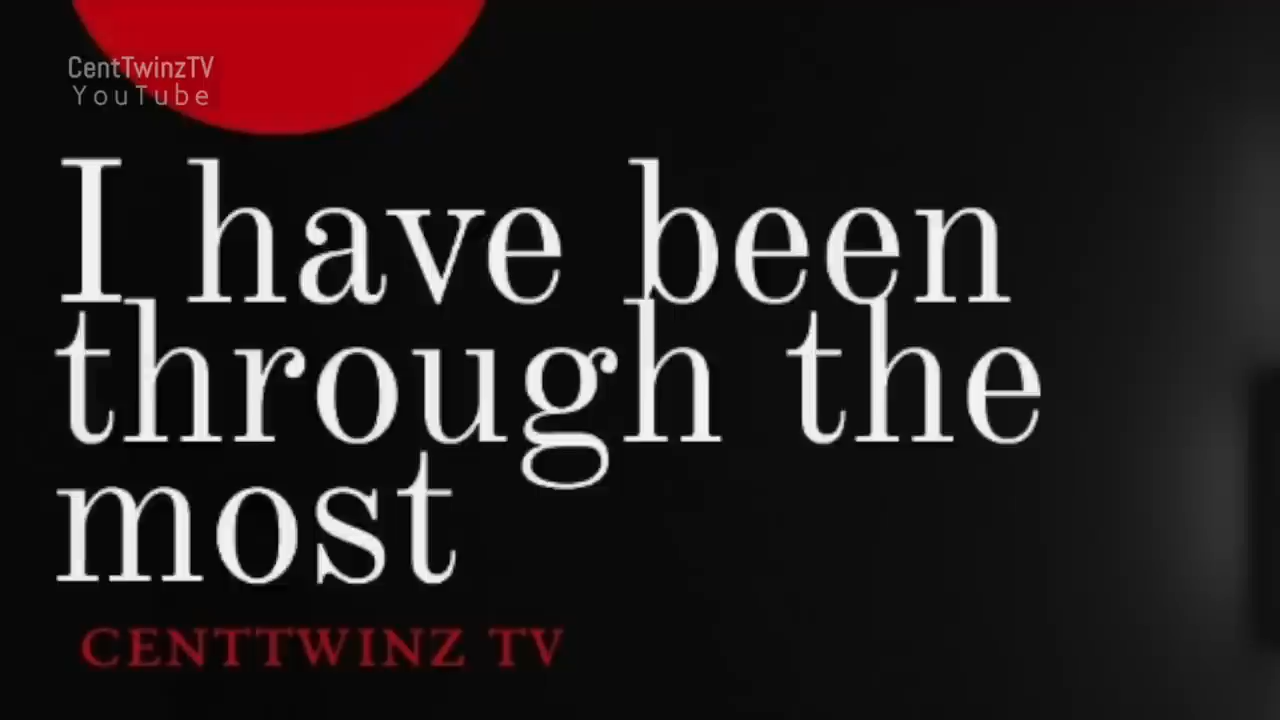 CentTwinzTV
YouTube
I have been
through the
most
CENTTWINZ TV